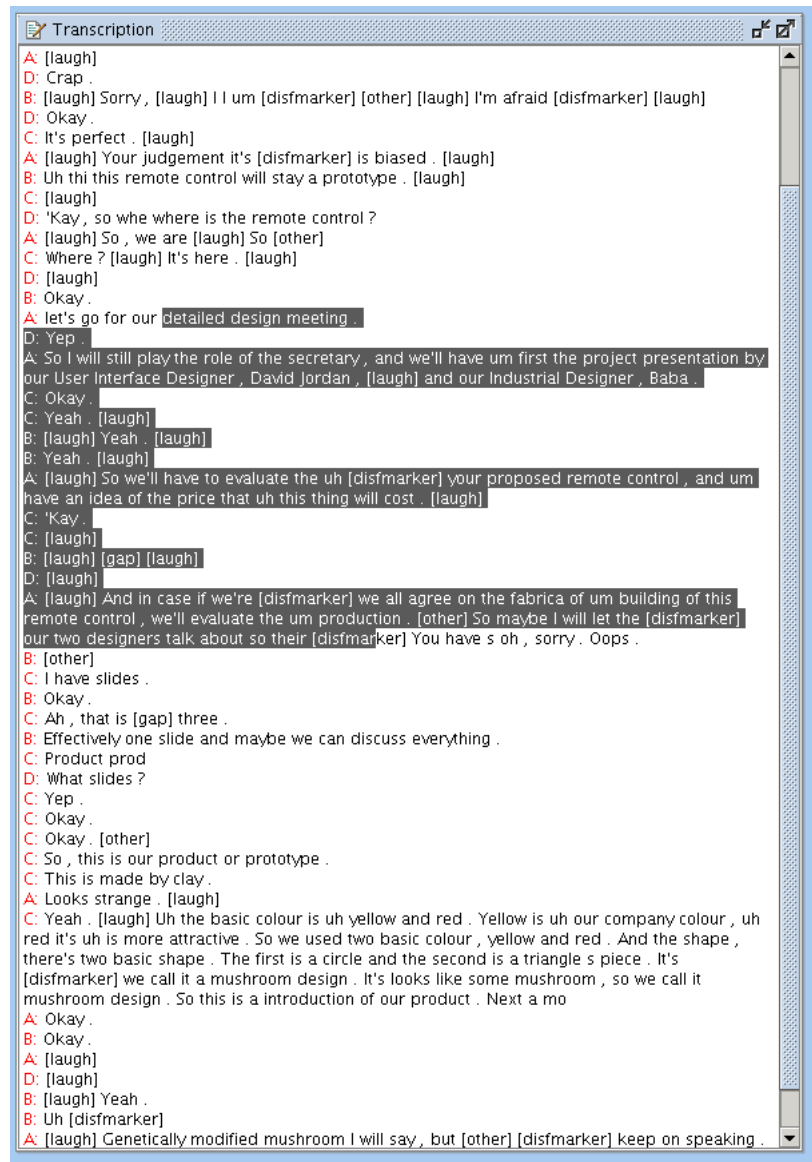 Transcription
A: [laugh]
D: Crap .
B: [laugh] Sorry , [laugh] I I um [disfmarker] [other] [laugh] I'm afraid [disfmarker] [laugh]
D: Okay .
C: It's perfect . [laugh]
A: [laugh] Your judgement it's [disfmarker] is biased . [laugh]
B: Uh thi this remote control will stay a prototype . [laugh]
C: [laugh]
D: 'Kay , so whe where is the remote control ?
A: [laugh] So , we are [laugh] So [other]
C: Where ? [laugh] It's here . [laugh]
D: [laugh]
B: Okay .
A: let's go for our detailed design meeting .
D: Yep .
A: So I will still play the role of the secretary , and we'll have um first the project presentation by
our User Interface Designer , David Jordan , [laugh] and our Industrial Designer , Baba .
C: Okay .
C: Yeah . [laugh]
B: [laugh] Yeah . [laugh]
B: Yeah . [laugh]
A: [laugh] So we'll have to evaluate the uh [disfmarker] your proposed remote control , and um
have an idea of the price that uh this thing will cost . [laugh]
C: 'Kay .
C: [laugh]
B: [laugh] [gap] [laugh]
D: [laugh]
A: [laugh] And in case if we're [disfmarker] we all agree on the fabrica of um building of this
remote control , we'll evaluate the um production . [other] So maybe I will let the [disfmarker]
our two designers talk about so their [disfmarker] You have s oh , sorry . Oops .
B: [other]
C: I have slides .
B: Okay .
C: Ah , that is [gap] three .
B: Effectively one slide and maybe we can discuss everything .
C: Product prod
D: What slides ?
C: Yep .
C: Okay .
C: Okay . [other]
C: So , this is our product or prototype .
C: This is made by clay .
A: Looks strange . [laugh]
C: Yeah . [laugh] Uh the basic colour is uh yellow and red . Yellow is uh our company colour , uh
red it's uh is more attractive . So we used two basic colour , yellow and red . And the shape ,
there's two basic shape . The first is a circle and the second is a triangle s piece . It's
[disfmarker] we call it a mushroom design . It's looks like some mushroom , so we call it
mushroom design . So this is a introduction of our product . Next a mo
A: Okay .
B: Okay .
A: [laugh]
D: [laugh]
B: [laugh] Yeah .
B: Uh [disfmarker]
A: [laugh] Genetically modified mushroom I will say , but [other] [disfmarker] keep on speaking .